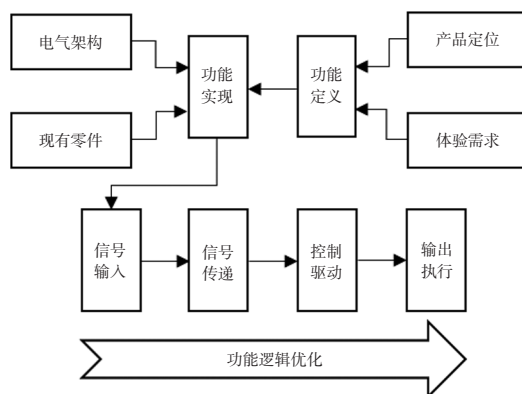 电气架构
现有零件
功能
实现
功能
定义
产品定位
体验需求
信号
输入
信号
传递
控制
驱动
输出
执行
功能逻辑优化